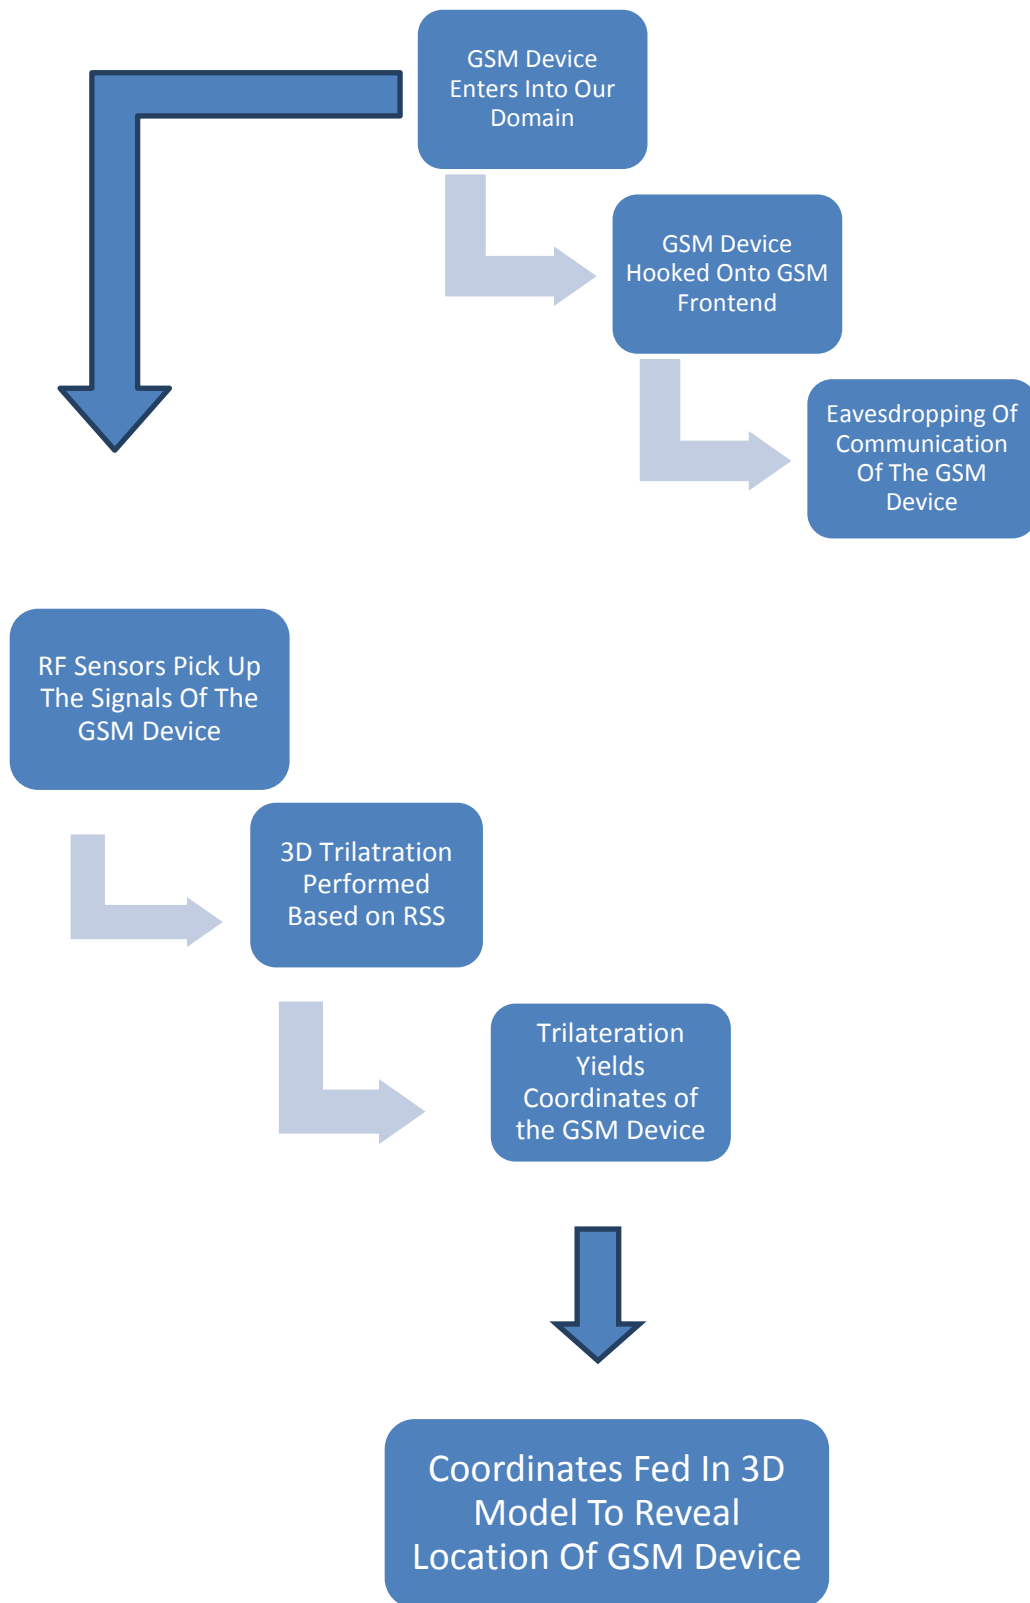 GSM Device
Enters Into Our
Domain
GSM Device
Hooked Onto GSM
Frontend
Eavesdropping Of
Communication
Of The GSM
Device
RF Sensors Pick Up
The Signals Of The
GSM Device
3D Trilatration
Performed
Based on RSS
Trilateration
Yields
Coordinates of
the GSM Device
Coordinates Fed In 3D
Model To Reveal
Location Of GSM Device